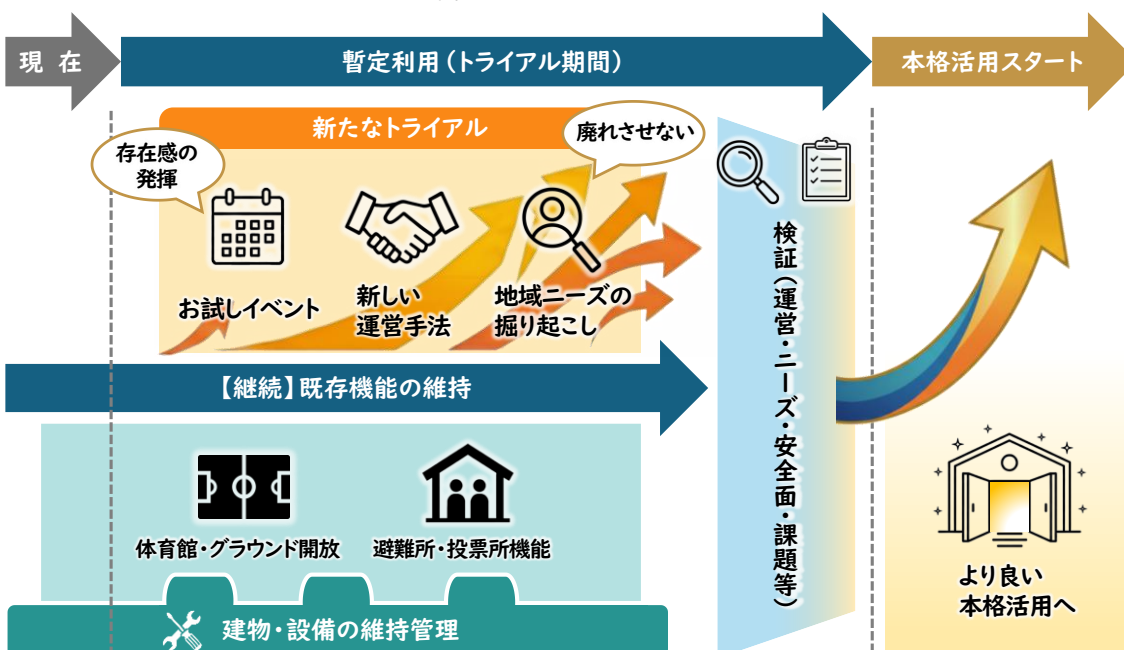 現在
暫定利用（トライアル期間）
本格活用スタート
新たなトライアル
存在感の
発揮
廃れさせない
お試しイベント
新しい
運営手法
地域ニーズの
掘り起こし
検証（運営・ニーズ・安全面・課題等）
【継続】既存機能の維持
体育館・グラウンド開放
避難所・投票所機能
建物・設備の維持管理
より良い
本格活用へ